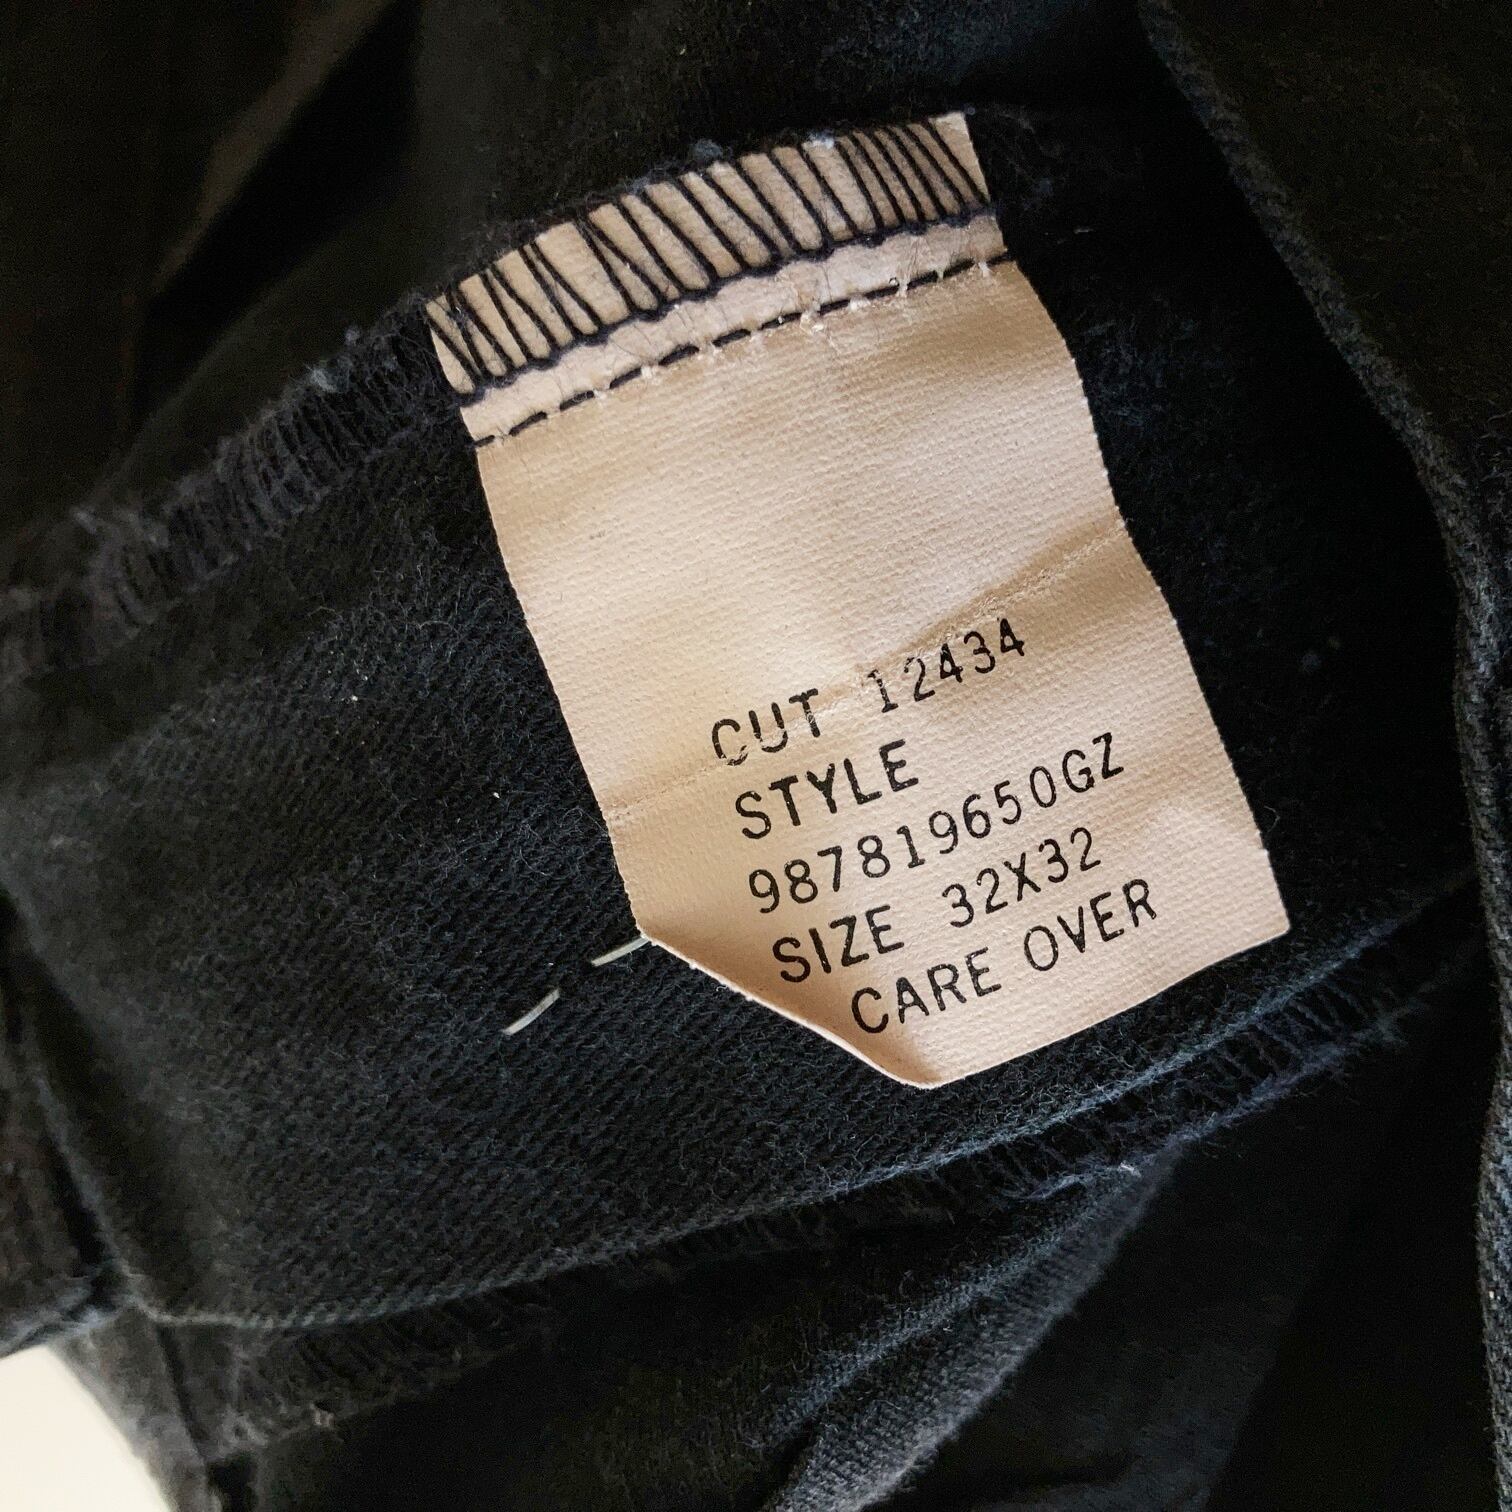 CUT 12434
STYLE
987819650GZ
SIZE 32X32
CARE OVER